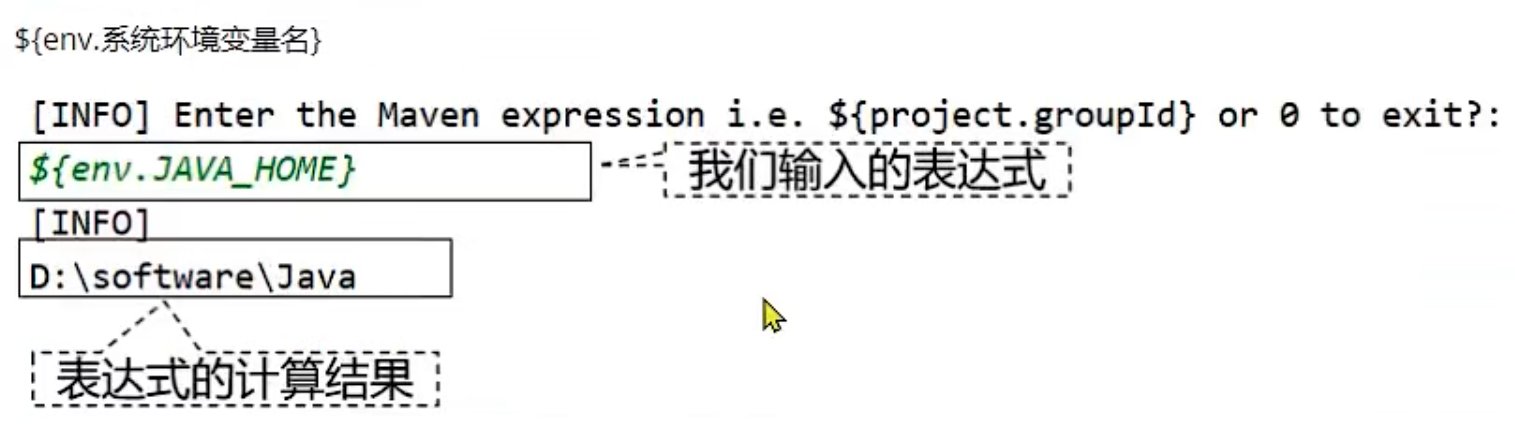 ${env.系统环境变量名}
[INFO] Enter the Maven expression i.e. ${project.groupId} or 0 to exit?:
${env.JAVA_HOME}
我们输入的表达式
[INFO]
D:\software\Java
表达式的计算结果